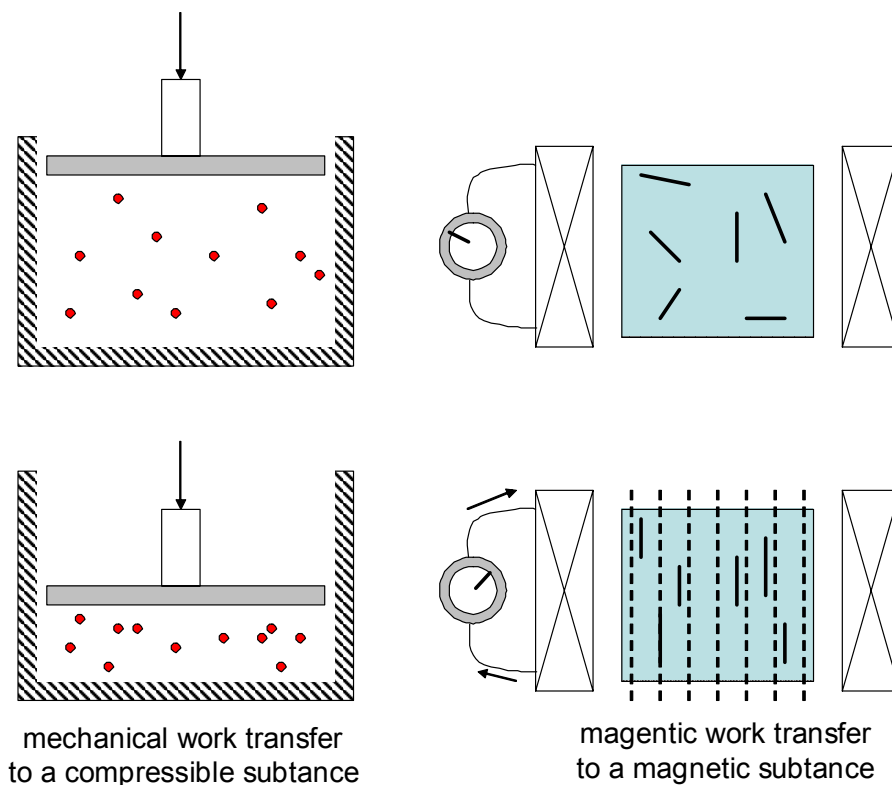 mechanical work transfer
to a compressible subtance
magentic work transfer
to a magnetic subtance